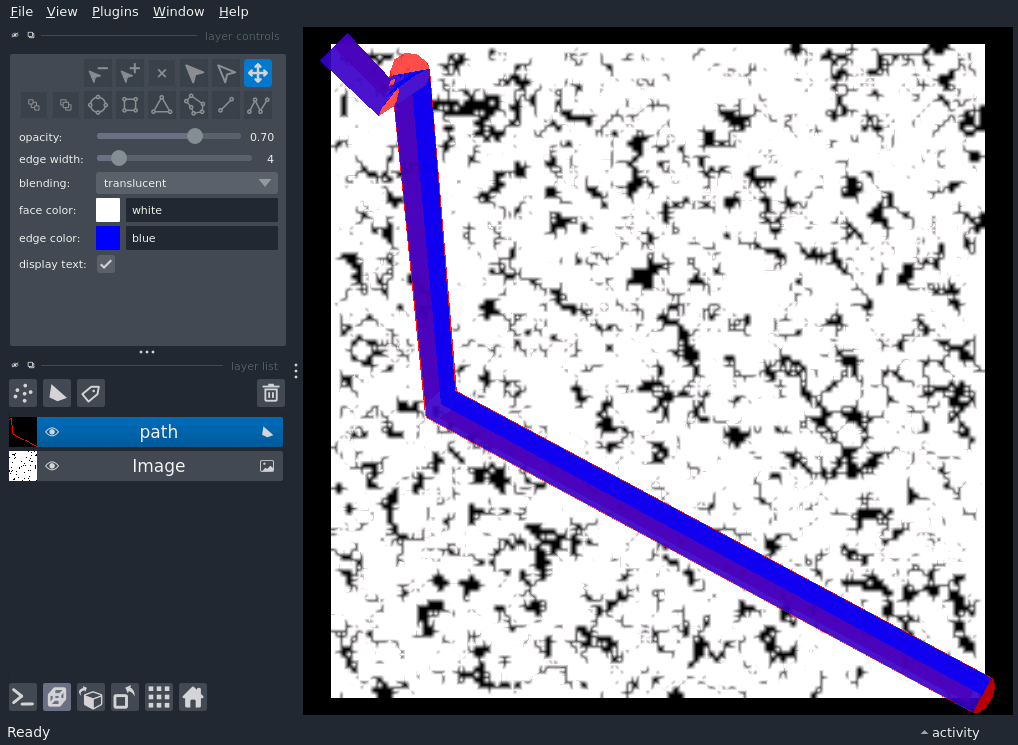 File View Plugins Window Help
layer controls
opacity: 0.70
edge width: 4
blending: translucent
face color: white
edge color: blue
display text:
layer list
path
Image
Ready
activity